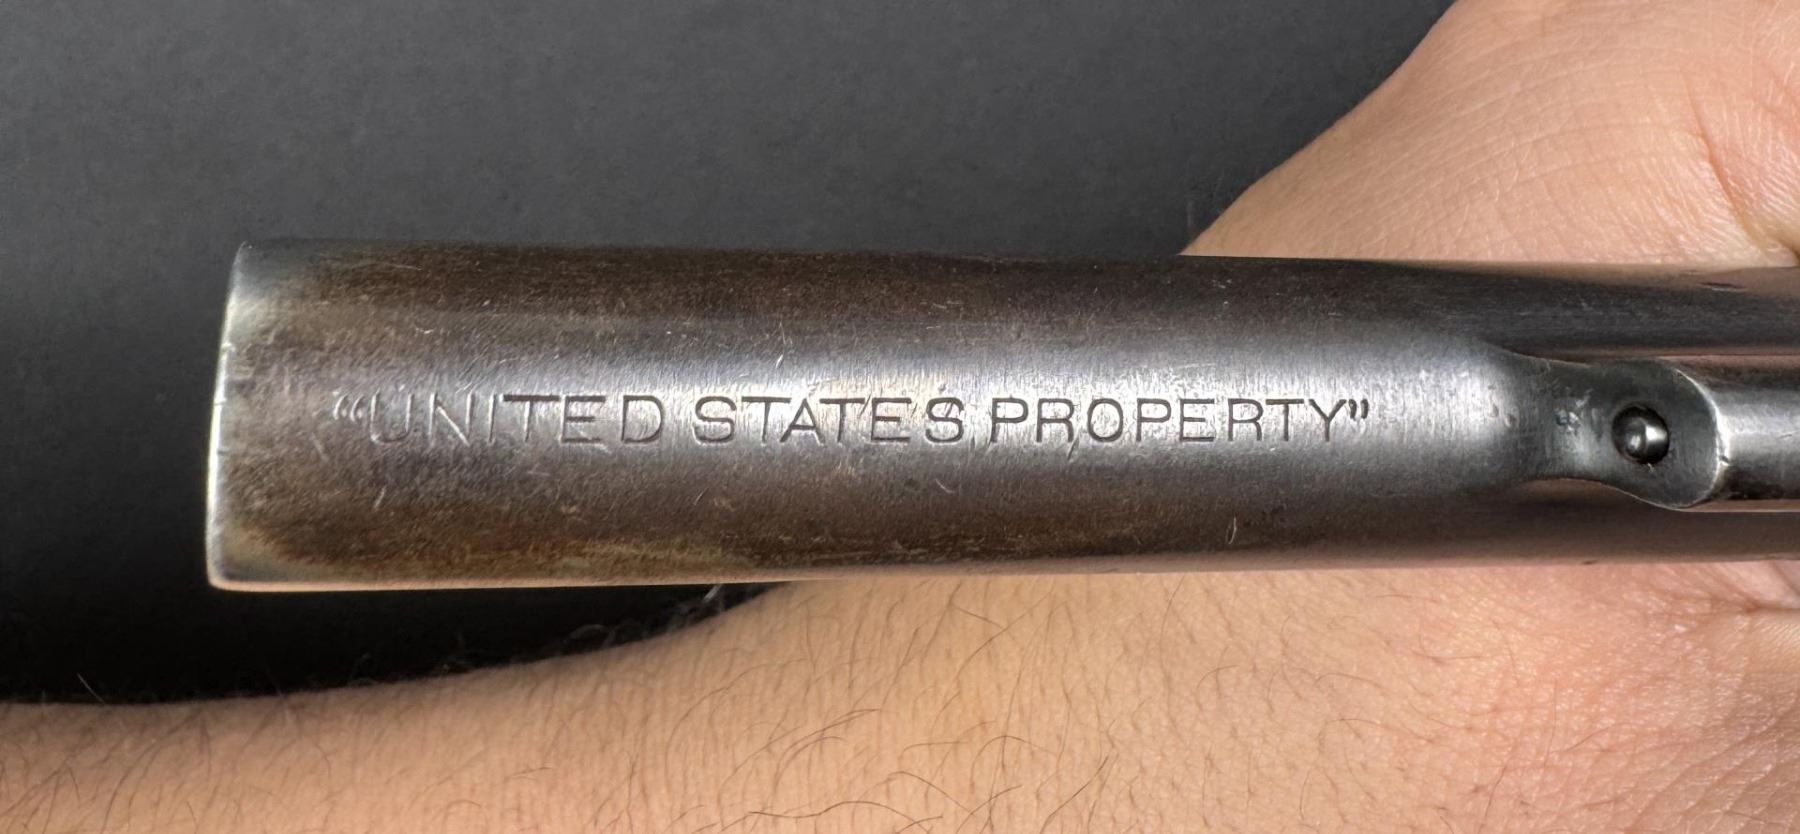 “UNITED STATES PROPERTY”